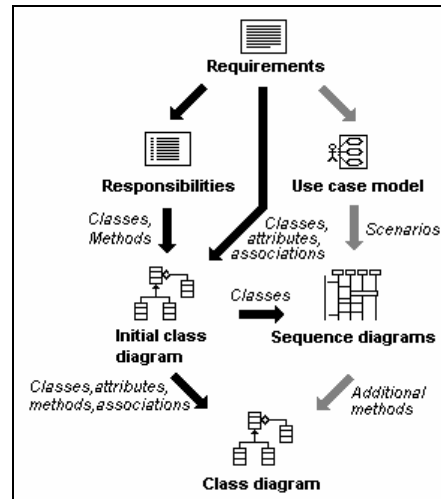 Requirements
Responsibilities
Use case model
Classes,
Methods
Classes,
attributes,
associations
Scenarios
Initial class
diagram
Classes
Sequence diagrams
Classes,attributes,
methods,associations
Additional
methods
Class diagram